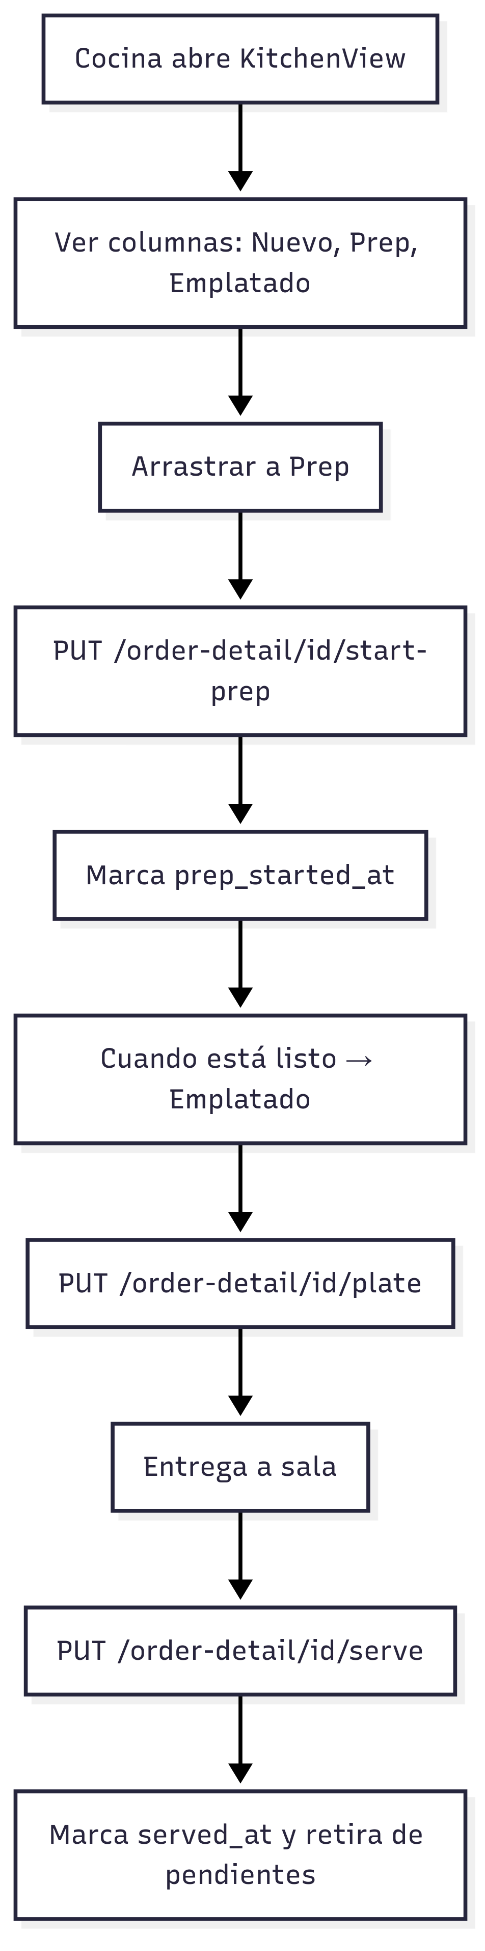 Cocina abre KitchenView
Ver columnas: Nuevo, Prep,
Emplatado
Arrastrar a Prep
PUT /order-detail/id/start-
prep
Marca prep_started_at
Cuando está listo →
Emplatado
PUT /order-detail/id/plate
Entrega a sala
PUT /order-detail/id/serve
Marca served_at y retira de
pendientes